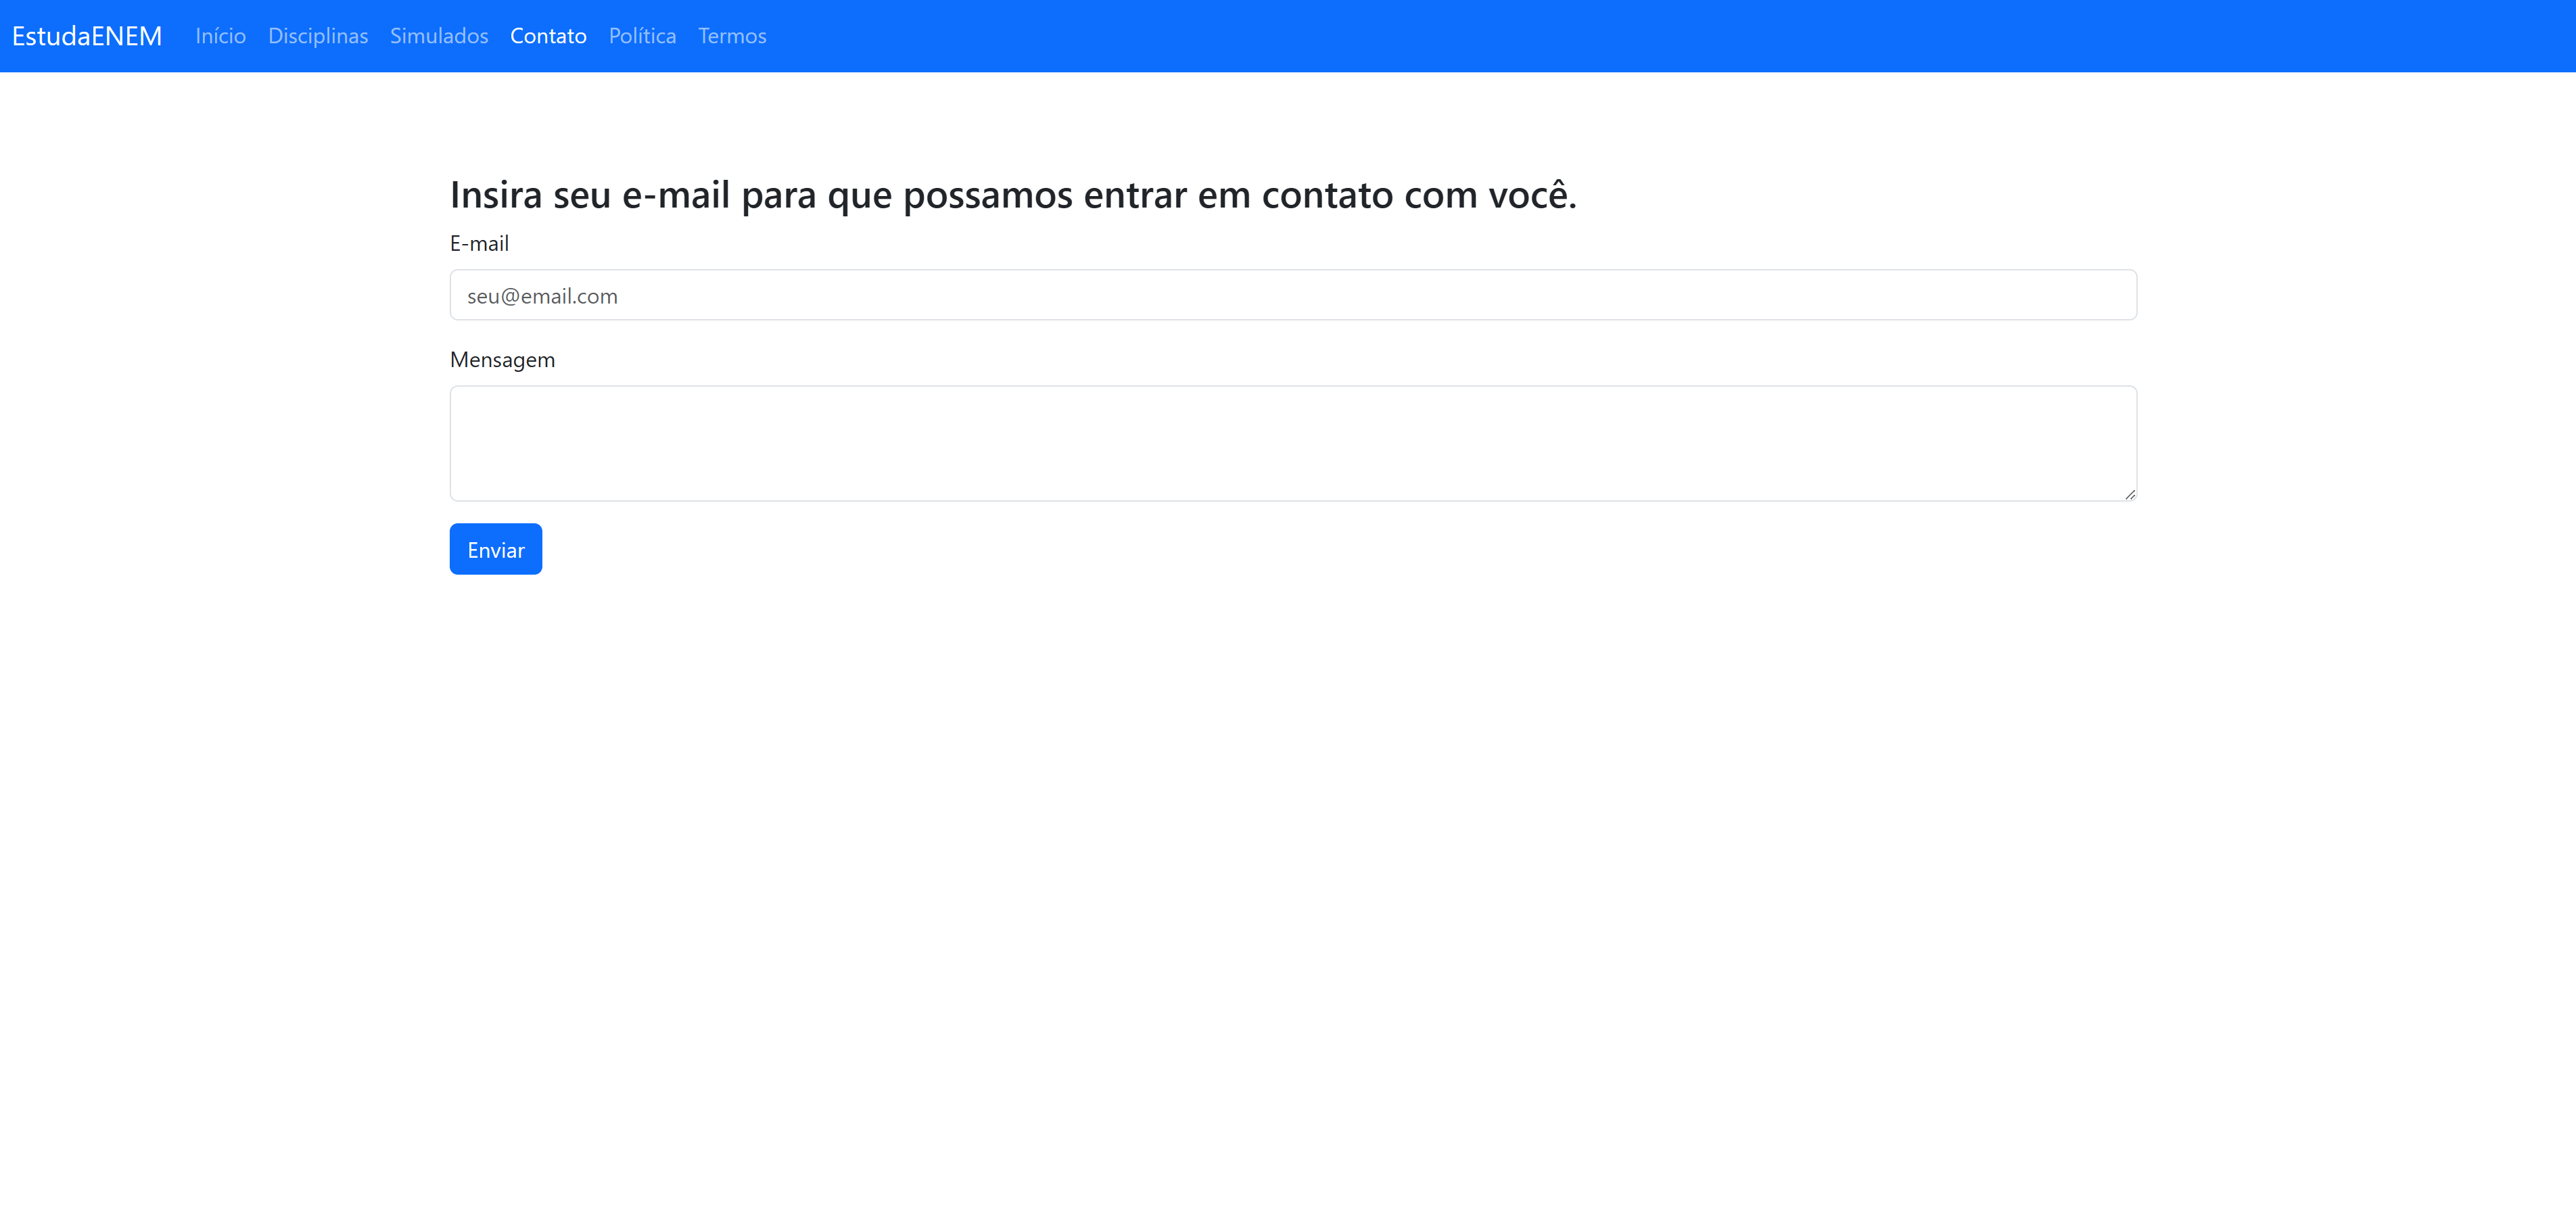 EstudaENEM Início Disciplinas Simulados Contato Política Termos
Insira seu e-mail para que possamos entrar em contato com você.
E-mail
seu@email.com
Mensagem
Enviar